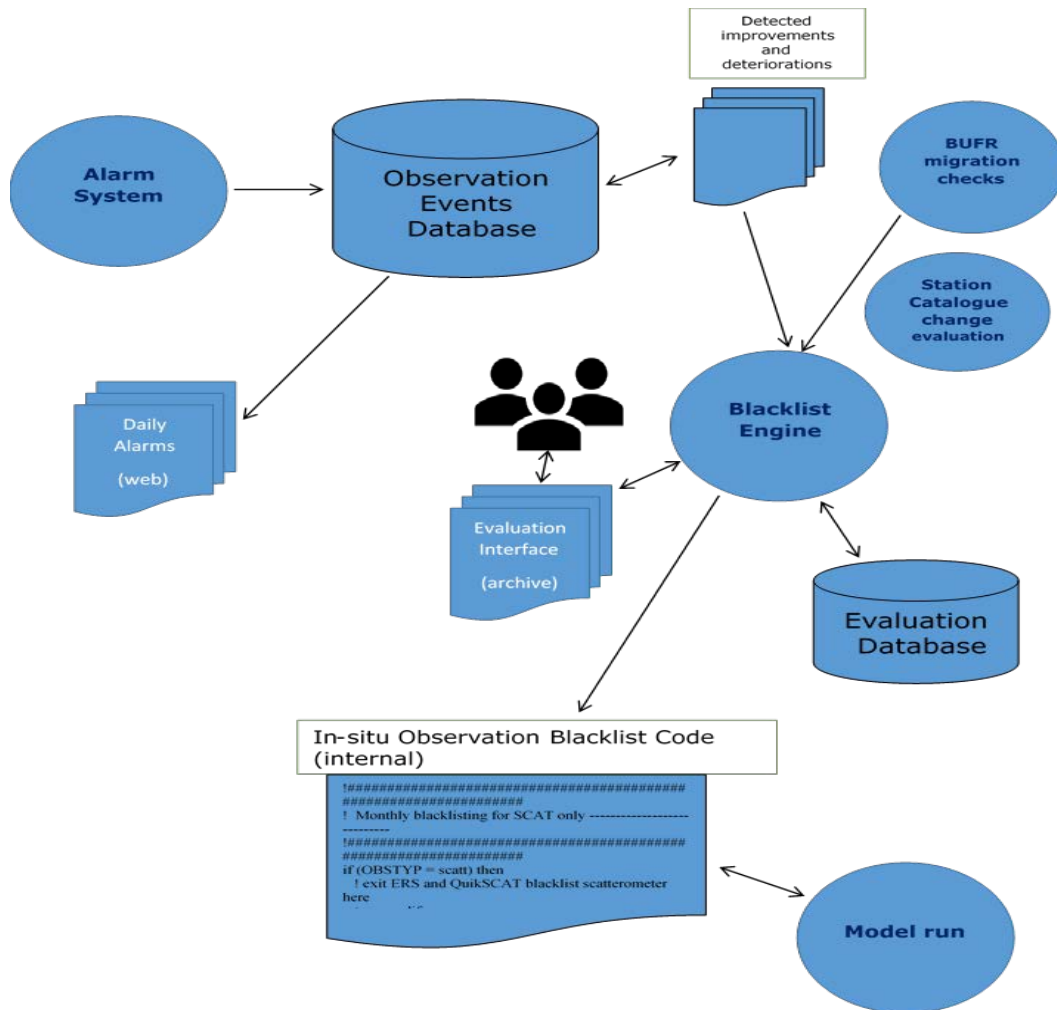 Detected
improvements
and
deteriorations
Alarm
System
Observation
Events
Database
BUFR
migration
checks
Station
Catalogue
change
evaluation
Daily
Alarms
(web)
Blacklist
Engine
Evaluation
Interface
(archive)
Evaluation
Database
In-situ Observation Blacklist Code
(internal)
!###########################################
#######################
! Monthly blacklisting for SCAT only --------------------
----------
!###########################################
#######################
if (OBSTYP = scatt) then
! exit ERS and QuikSCAT blacklist scatterometer
here
Model run